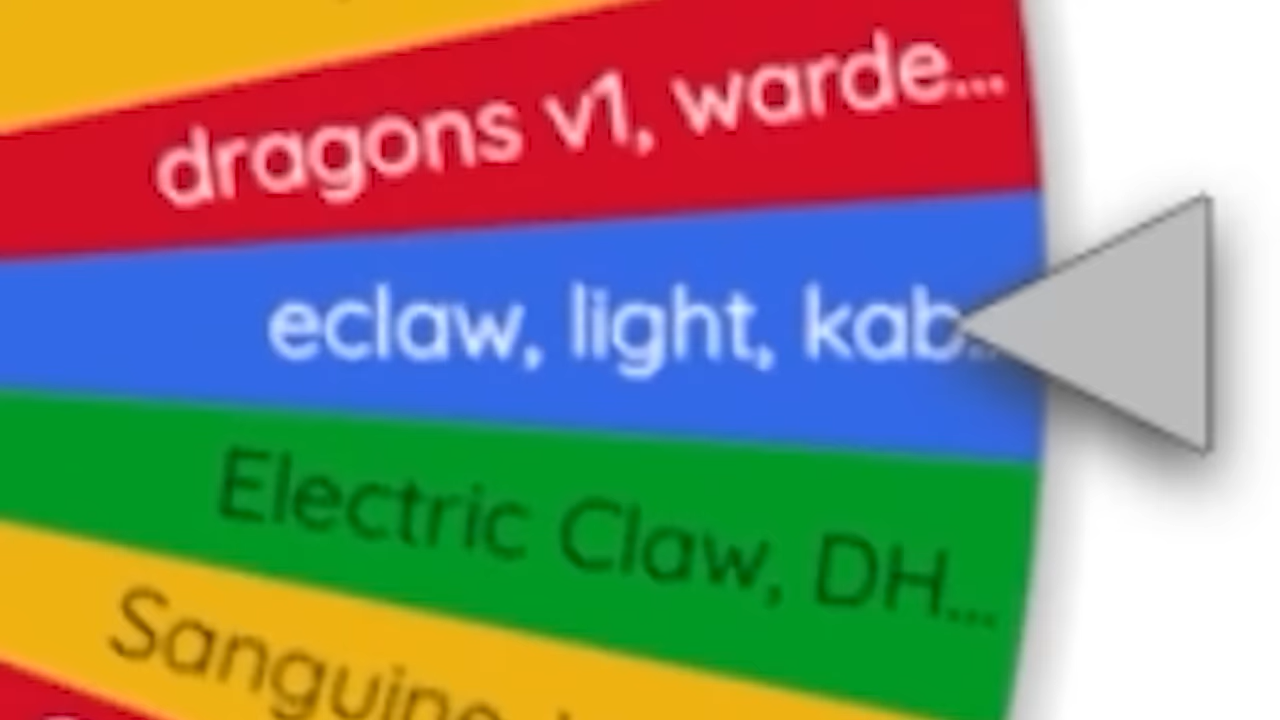 dragons v1, warde...
eclaw, light, kab...
Electric Claw, DH...
Sanguine